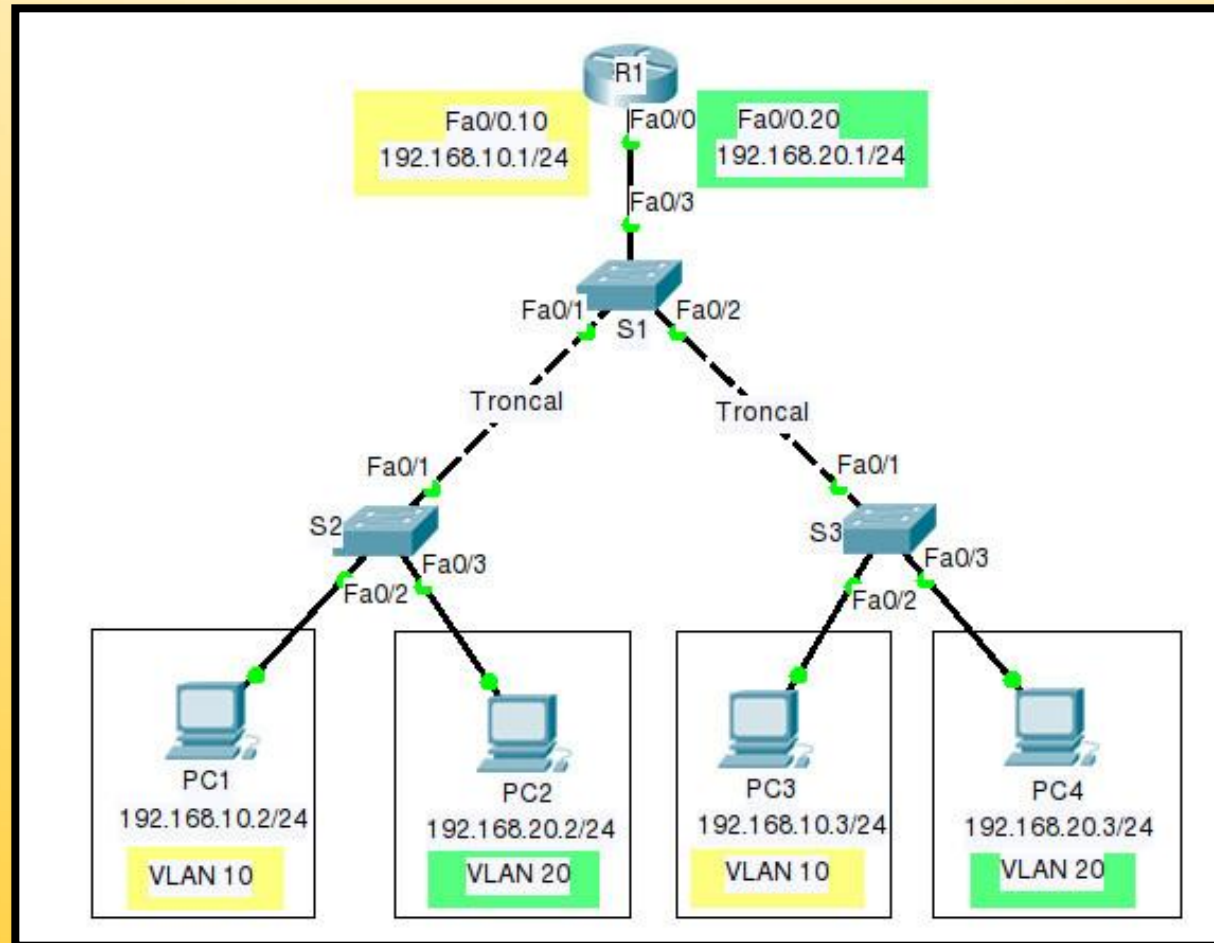 R1
Fa0/0.10
192.168.10.1/24
Fa0/0
Fa0/0.20
192.168.20.1/24
Fa0/3
Fa0/1
Fa0/2
S1
Troncal
Troncal
Fa0/1
Fa0/1
S2
S3
Fa0/2
Fa0/3
Fa0/2
Fa0/3
PC1
192.168.10.2/24
VLAN 10
PC2
192.168.20.2/24
VLAN 20
PC3
192.168.10.3/24
VLAN 10
PC4
192.168.20.3/24
VLAN 20